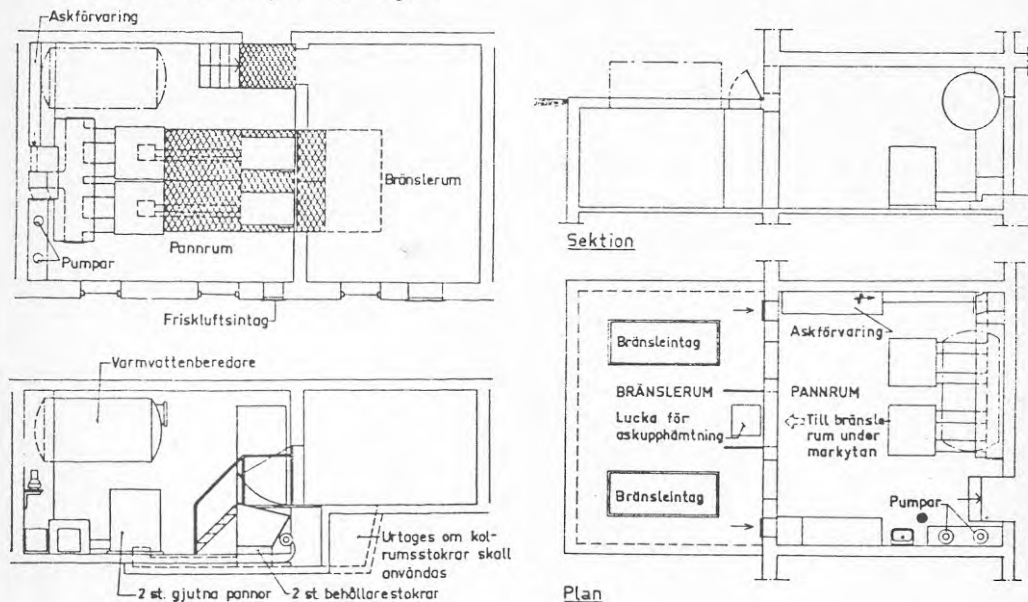 Askförvaring
Bränslerum
Pannrum
Pumpar
Friskluftsintag
Varmvattenberedare
Urtages om kol-
rumsstokrar skall
användas
2 st. gjutna pannor
2 st behållarestokrar
Sektion
Bränsleintag
Askförvaring
BRÄNSLERUM
PANNRUM
Lucka för
askupphämtning
Till bränsle-
rum under
markytan
Bränsleintag
Pumpar
Plan